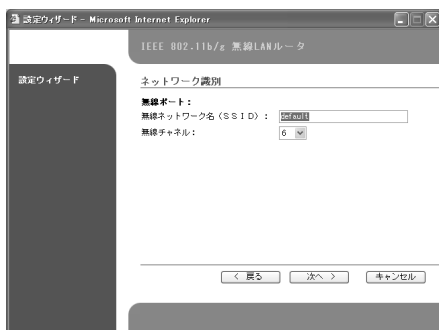 設定ウィザード - Microsoft Internet Explorer
IEEE 802.11b/g 無線LANルータ
設定ウィザード
ネットワーク識別
無線ポート：
無線ネットワーク名（ＳＳＩＤ）： default
無線チャネル： 6
< 戻る 次へ > キャンセル